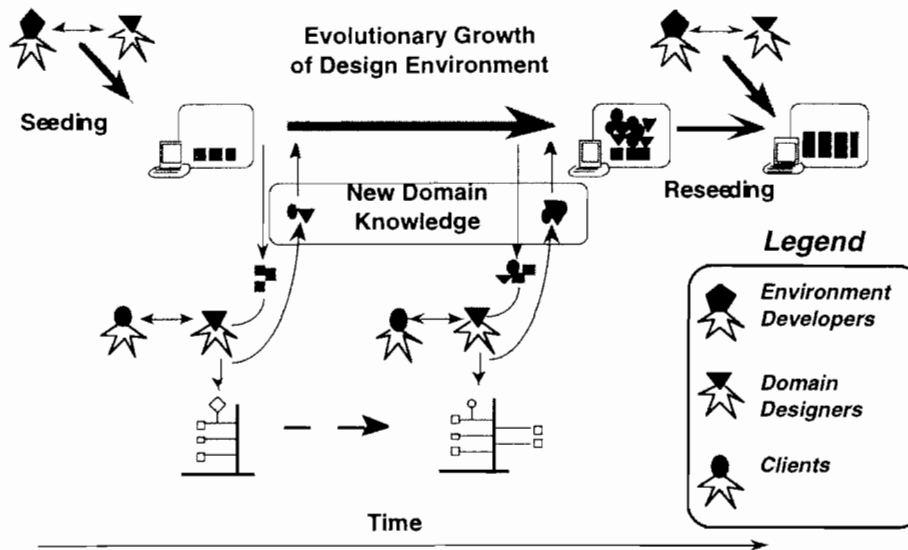 Evolutionary Growth
of Design Environment
Seeding
New Domain
Knowledge
Reseeding
Legend
Environment
Developers
Domain
Designers
Clients
Time